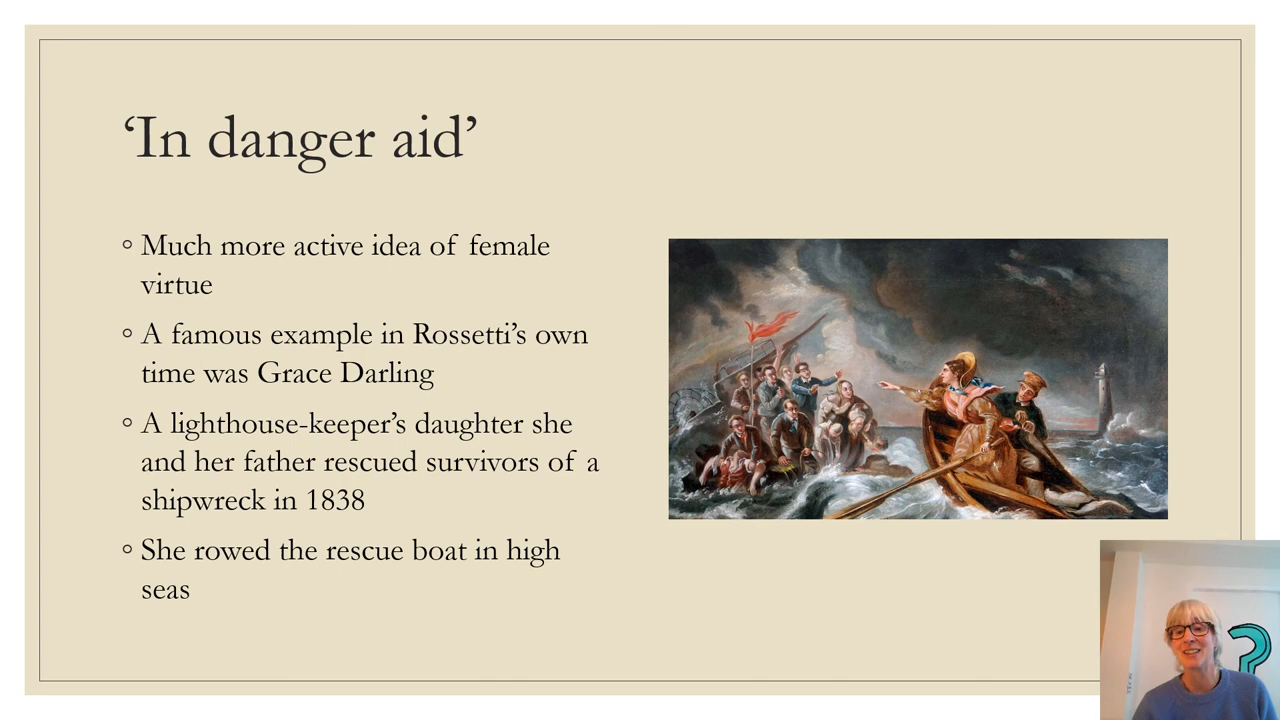 ‘In danger aid’
◦ Much more active idea of female
virtue
◦ A famous example in Rossetti’s own
time was Grace Darling
◦ A lighthouse-keeper’s daughter she
and her father rescued survivors of a
shipwreck in 1838
◦ She rowed the rescue boat in high
seas
?